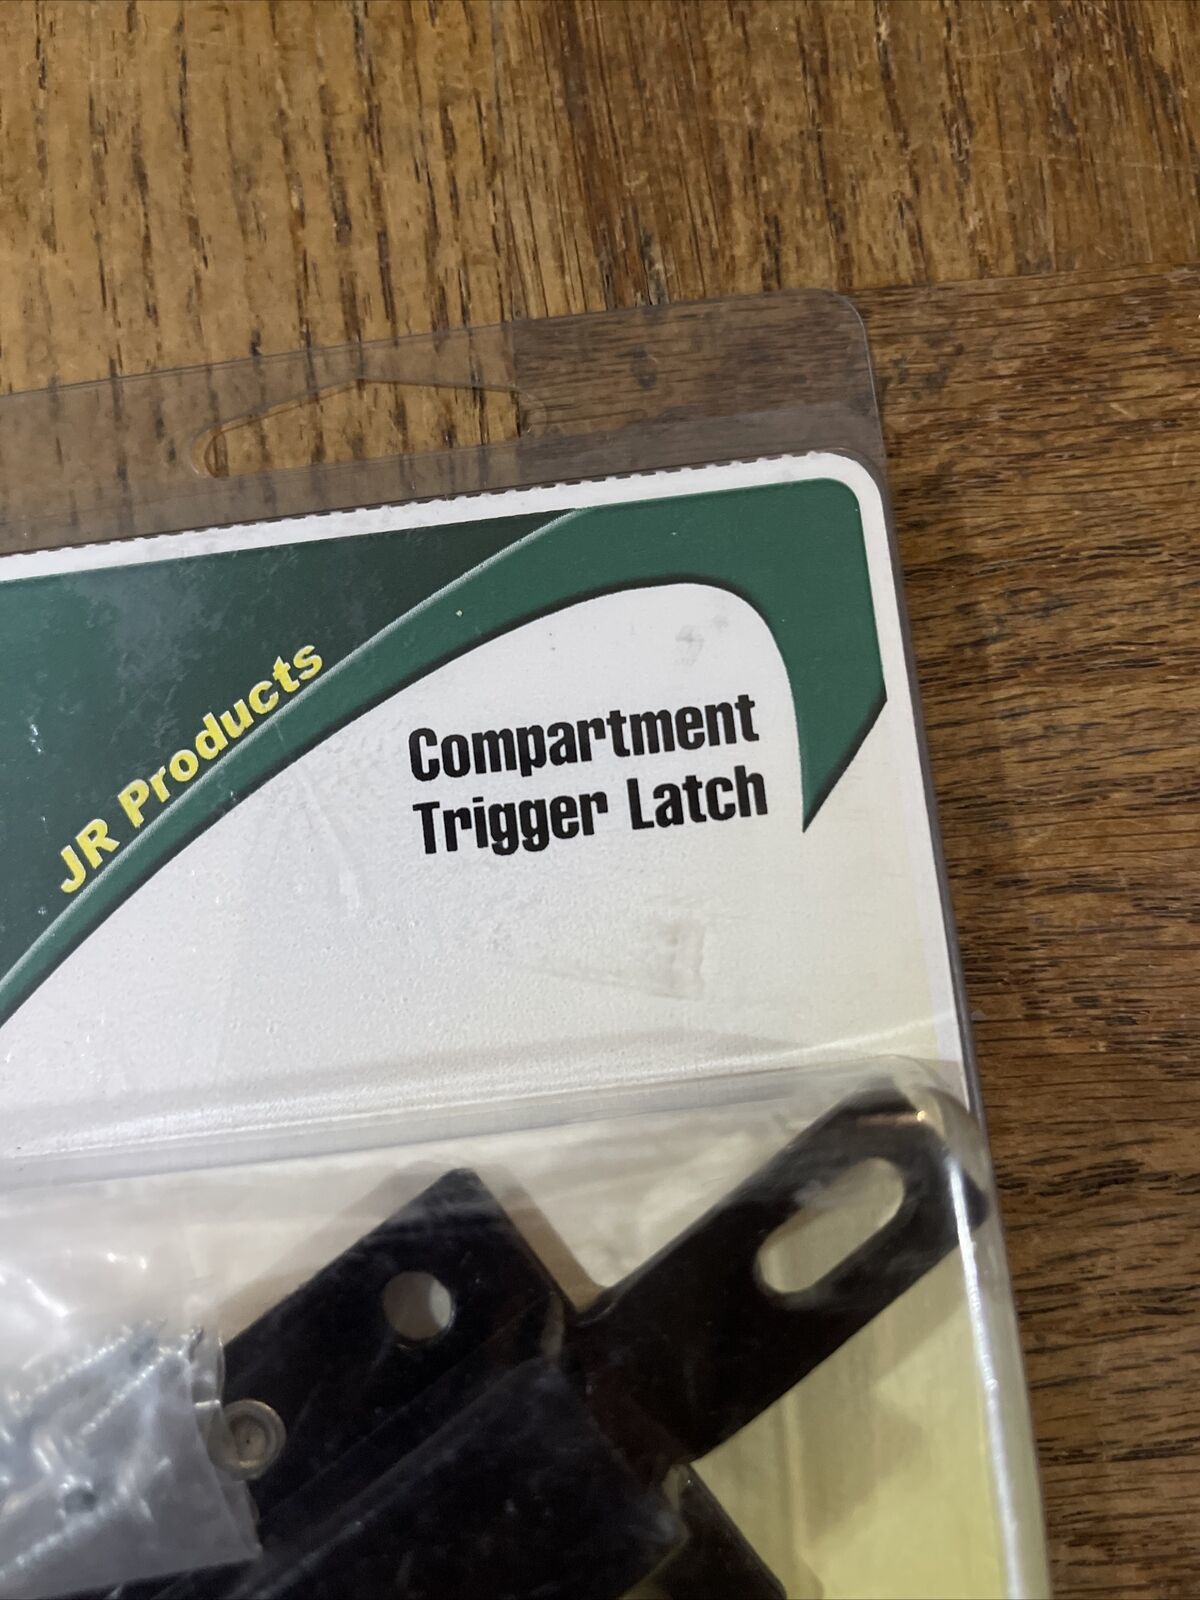 JR Products
Compartment
Trigger Latch